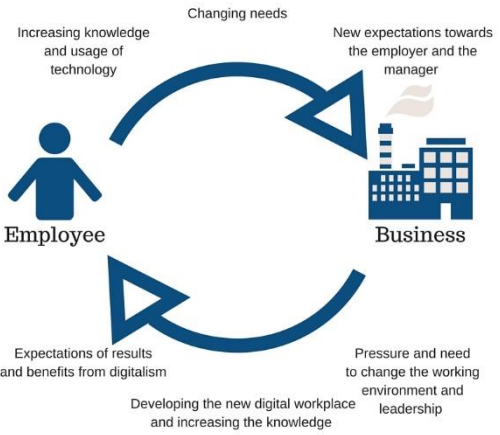 Changing needs
Increasing knowledge
and usage of
technology
New expectations towards
the employer and the
manager
Employee
Business
Expectations of results
and benefits from digitalism
Pressure and need
to change the working
environment and
leadership
Developing the new digital workplace
and increasing the knowledge